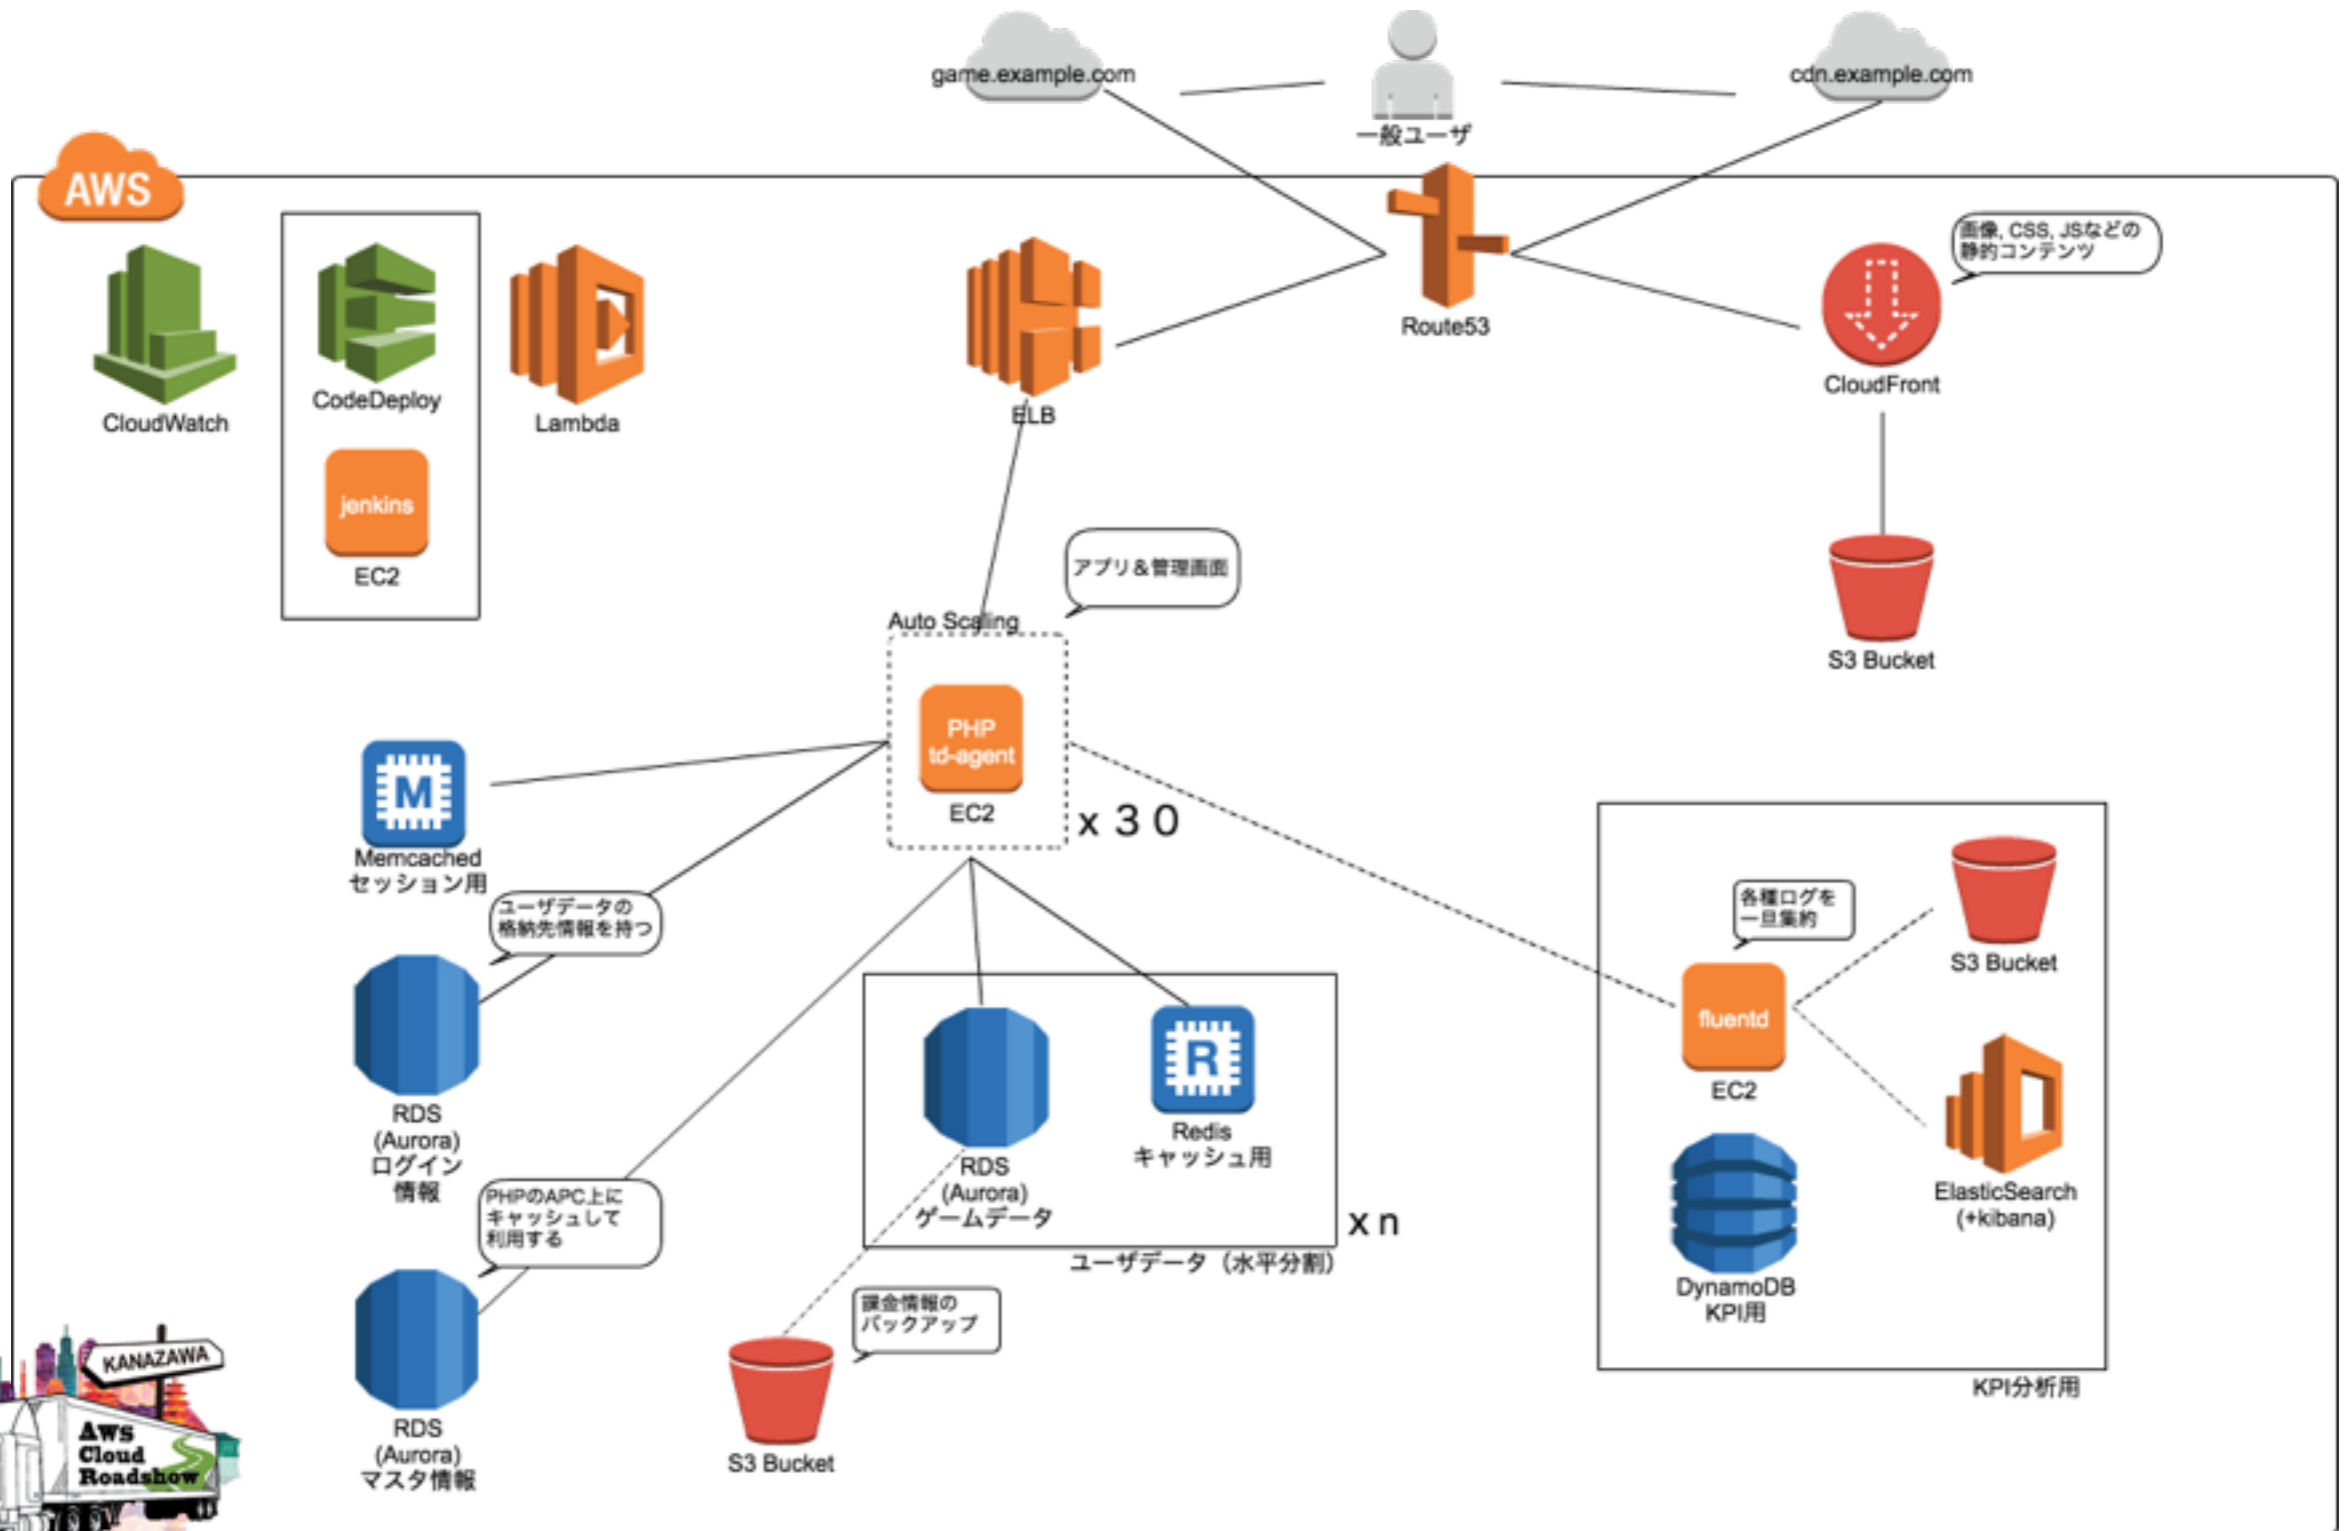 game.example.com
一般ユーザ
cdn.example.com
AWS
CloudWatch
CodeDeploy
jenkins
EC2
Lambda
ELB
Route53
画像, CSS, JSなどの
静的コンテンツ
CloudFront
S3 Bucket
アプリ＆管理画面
Auto Scaling
PHP
td-agent
EC2
x 3 0
M
Memcached
セッション用
ユーザデータの
格納先情報を持つ
RDS
(Aurora)
ログイン
情報
PHPのAPC上に
キャッシュして
利用する
RDS
(Aurora)
マスタ情報
RDS
(Aurora)
ゲームデータ
R
Redis
キャッシュ用
x n
ユーザデータ（水平分割）
課金情報の
バックアップ
S3 Bucket
各種ログを
一旦集約
fluentd
EC2
S3 Bucket
ElasticSearch
(+kibana)
DynamoDB
KPI用
KPI分析用
KANAZAWA
AWS
Cloud
Roadshow